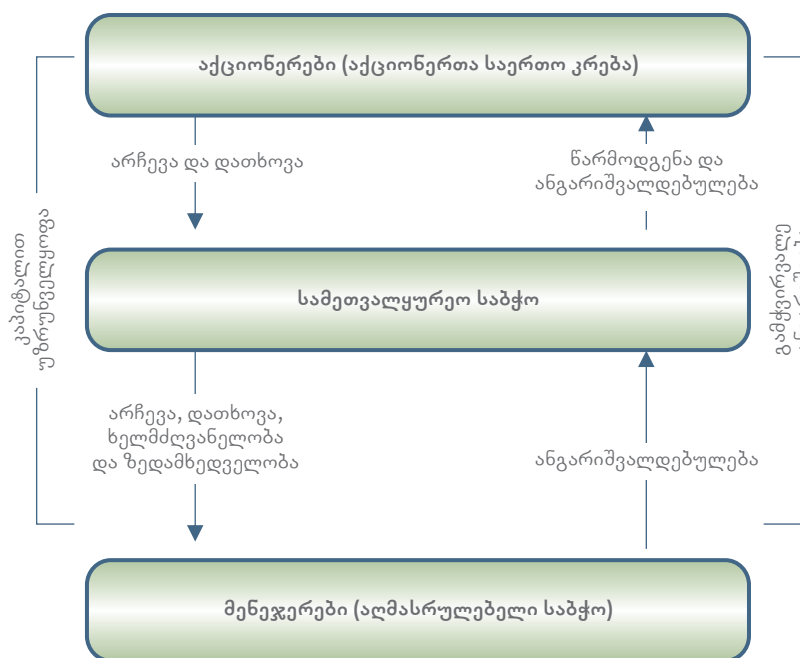 აქციონერები (აქციონერთა საერთო კრება)
არჩევა და დათხოვა
წარმოდგენა და
ანგარიშვალდებულება
კაპიტალით
უზრუნველყოფა
სამეთვალყურეო საბჭო
გამჭვირვალე
არჩევა, დათხოვა,
ხელმძღვანელობა
და ზედამხედველობა
ანგარიშვალდებულება
მენეჯერები (აღმასრულებელი საბჭო)